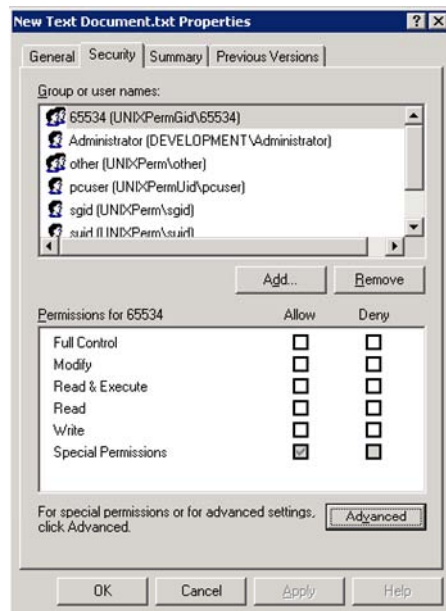 New Text Document.txt Properties
General Security Summary Previous Versions
Group or user names:
65534 (UNIXPermGid\65534)
Administrator (DEVELOPMENT\Administrator)
other (UNIXPerm\other)
pcuser (UNIXPermUid\pcuser)
sgid (UNIXPerm\sgid)
suid (UNIXPerm\suid)
Add... Remove
Permissions for 65534 Allow Deny
Full Control
Modify
Read & Execute
Read
Write
Special Permissions
For special permissions or for advanced settings,
click Advanced.
Advanced
OK Cancel Apply Help